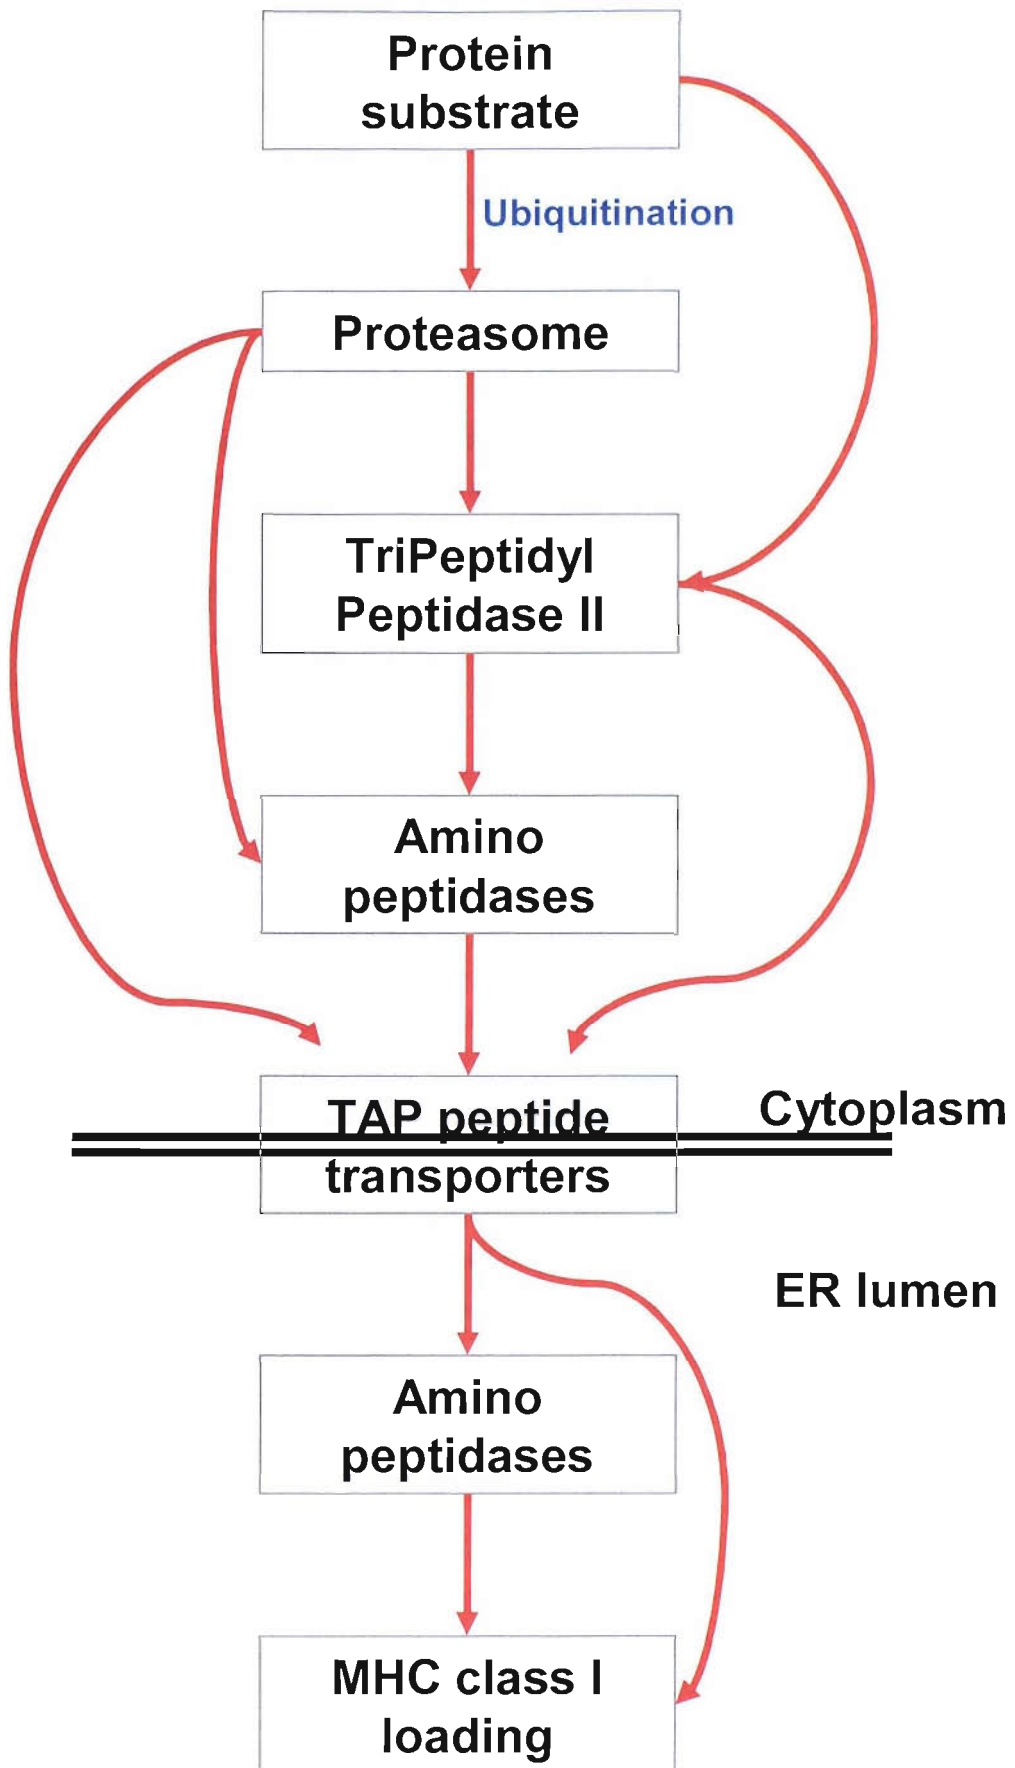 Protein
substrate
Ubiquitination
Proteasome
TriPeptidyl
Peptidase II
Amino
peptidases
TAP peptide
transporters
Cytoplasm
ER lumen
Amino
peptidases
MHC class I
loading